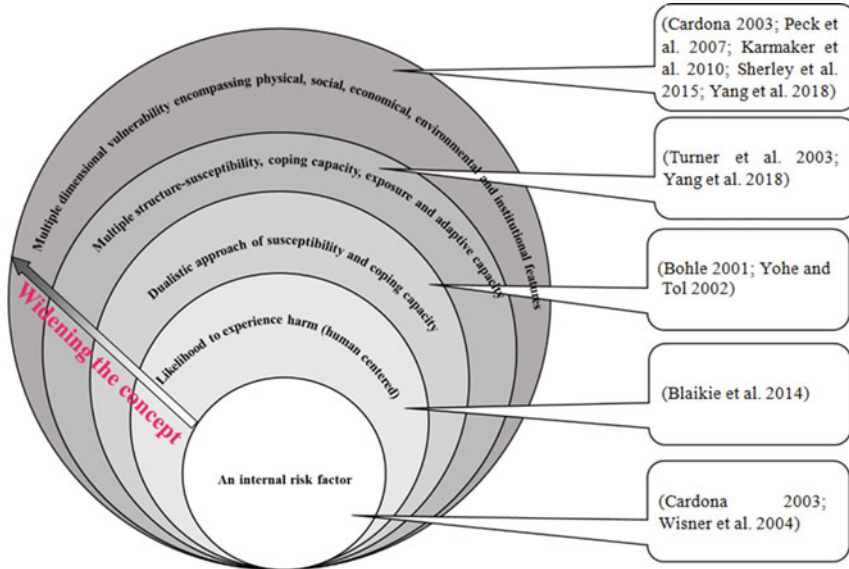 (Cardona 2003; Peck
et al. 2007; Karmaker
et al. 2010; Sherley et al.
2015; Yang et al. 2018)
Multiple dimensional vulnerability encompassing physical, social, economical, environmental and institutional features
(Turner et al. 2003;
Yang et al. 2018)
Multiple structure-susceptibility, coping capacity, exposure and adaptive capacity
(Bohle 2001; Yohe and
Tol 2002)
Dualistic approach of susceptibility and coping capacity
(Blaikie et al. 2014)
Likelihood to experience harm (human centered)
Widening the concept
(Cardona 2003;
Wisner et al. 2004)
An internal risk factor